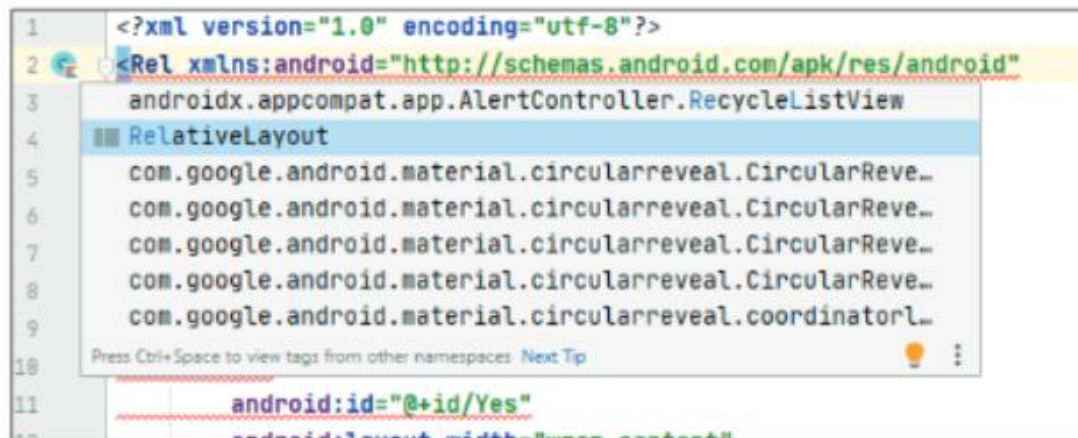 1 <?xml version="1.0" encoding="utf-8"?>
2 <Rel xmlns:android="http://schemas.android.com/apk/res/android"
3 androidx.appcompat.app.AlertController.RecycleListView
4 RelativeLayout
5 com.google.android.material.circularreveal.CircularReve…
6 com.google.android.material.circularreveal.CircularReve…
7 com.google.android.material.circularreveal.CircularReve…
8 com.google.android.material.circularreveal.CircularReve…
9 com.google.android.material.circularreveal.coordinatorl…
10 Press Ctrl+Space to view tags from other namespaces Next Tip
11 android:id="@+id/Yes"